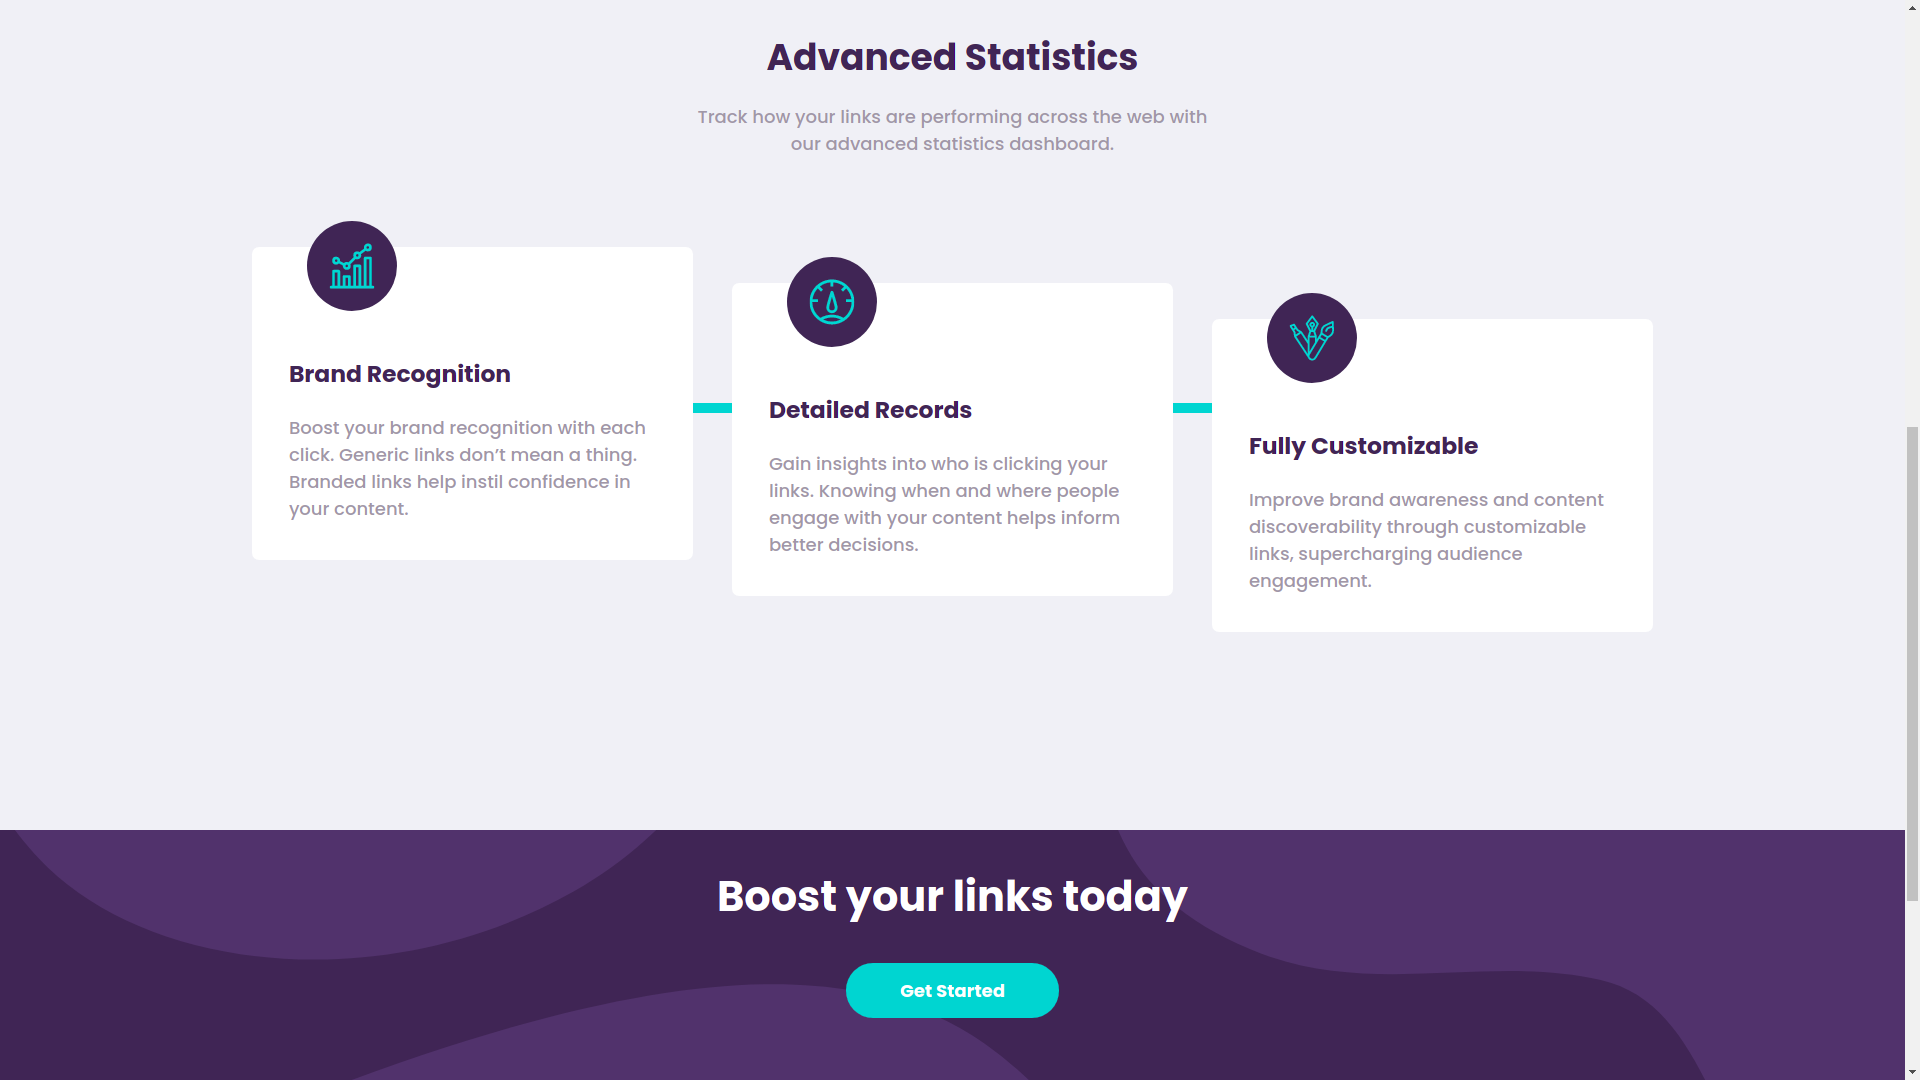 Advanced Statistics
Track how your links are performing across the web with
our advanced statistics dashboard.
Brand Recognition
Boost your brand recognition with each
click. Generic links don’t mean a thing.
Branded links help instil confidence in
your content.
Detailed Records
Gain insights into who is clicking your
links. Knowing when and where people
engage with your content helps inform
better decisions.
Fully Customizable
Improve brand awareness and content
discoverability through customizable
links, supercharging audience
engagement.
Boost your links today
Get Started